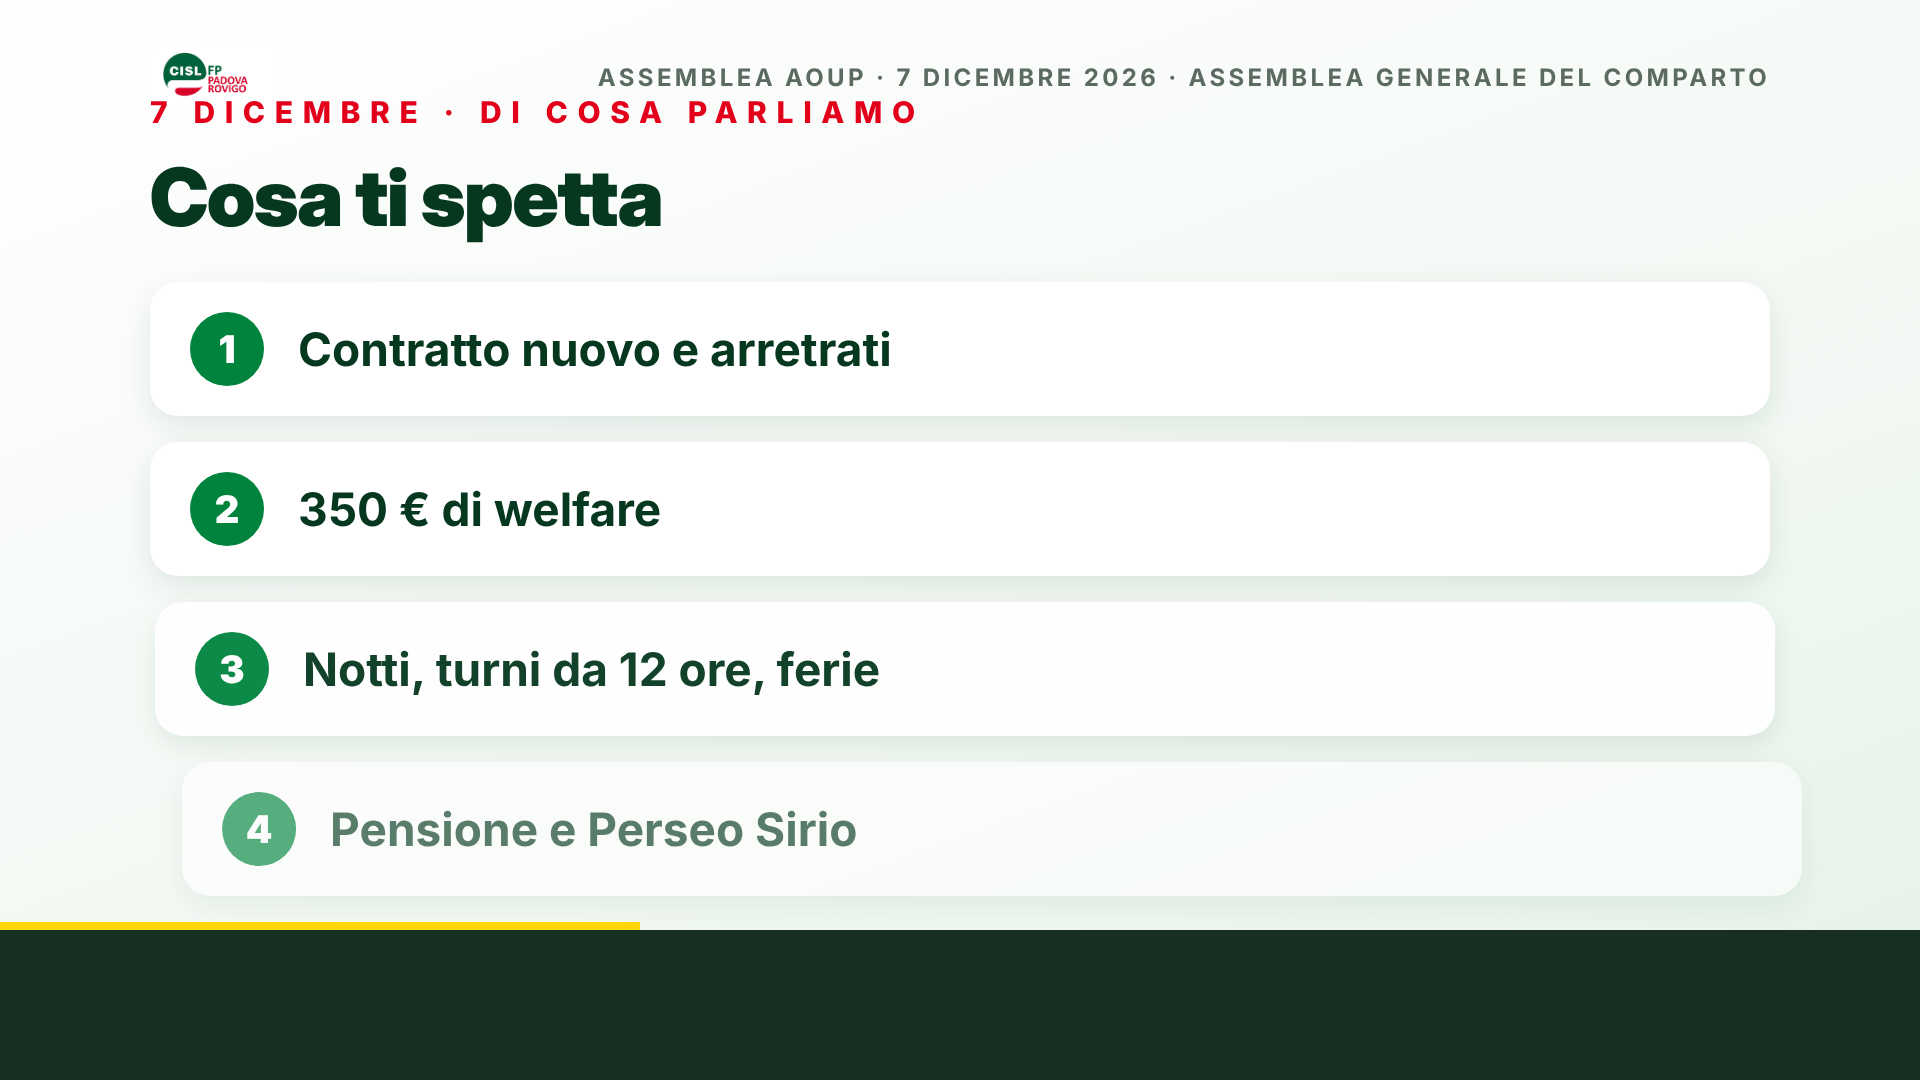 CISL FP
PADOVA
ROVIGO
ASSEMBLEA AOUP · 7 DICEMBRE 2026 · ASSEMBLEA GENERALE DEL COMPARTO
7 DICEMBRE · DI COSA PARLIAMO
Cosa ti spetta
1 Contratto nuovo e arretrati
2 350 € di welfare
3 Notti, turni da 12 ore, ferie
4 Pensione e Perseo Sirio